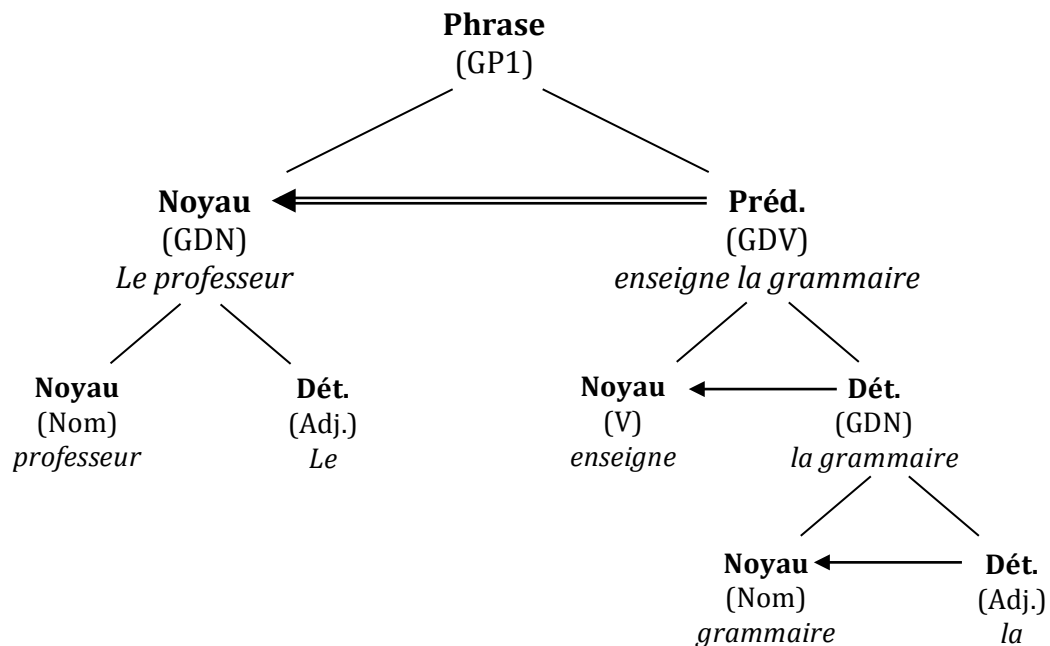 Phrase
(GP1)
Noyau
(GDN)
Le professeur
Préd.
(GDV)
enseigne la grammaire
Noyau
(Nom)
professeur
Dét.
(Adj.)
Le
Noyau
(V)
enseigne
Dét.
(GDN)
la grammaire
Noyau
(Nom)
grammaire
Dét.
(Adj.)
la